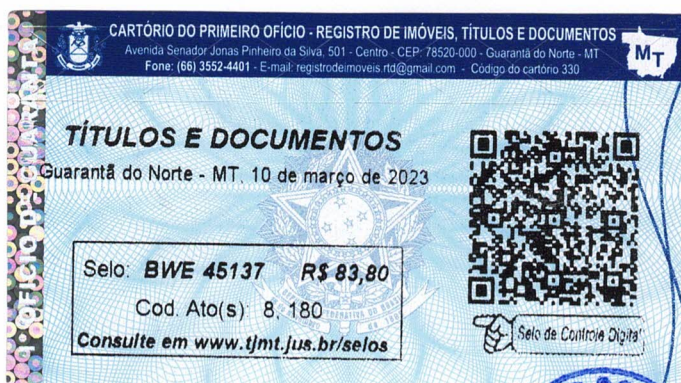 CARTÓRIO DO PRIMEIRO OFÍCIO - REGISTRO DE IMÓVEIS, TÍTULOS E DOCUMENTOS
Avenida Senador Jonas Pinheiro da Silva, 501 - Centro - CEP: 78520-000 - Guarantã do Norte - MT
Fone: (66) 3552-4401 - E-mail: registrodeimoveis.rtd@gmail.com - Código do cartório 330
MT
TÍTULOS E DOCUMENTOS
Guarantã do Norte - MT, 10 de março de 2023
Selo: BWE 45137 R$ 83,80
Cod. Ato(s): 8, 180
Consulte em www.tjmt.jus.br/selos
Selo de Controle Digital